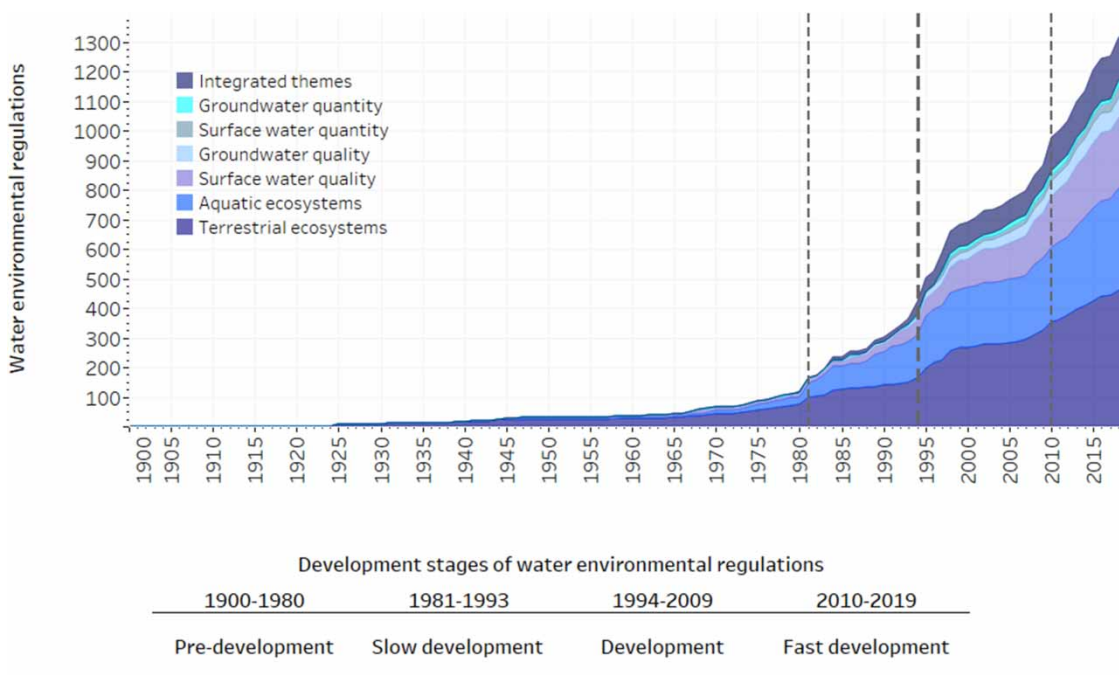 Water environmental regulations
1300
1200
1100
1000
900
800
700
600
500
400
300
200
100
Integrated themes
Groundwater quantity
Surface water quantity
Groundwater quality
Surface water quality
Aquatic ecosystems
Terrestrial ecosystems
1900 1905 1910 1915 1920 1925 1930 1935 1940 1945 1950 1955 1960 1965 1970 1975 1980 1985 1990 1995 2000 2005 2010 2015
Development stages of water environmental regulations
1900-1980 1981-1993 1994-2009 2010-2019
Pre-development Slow development Development Fast development